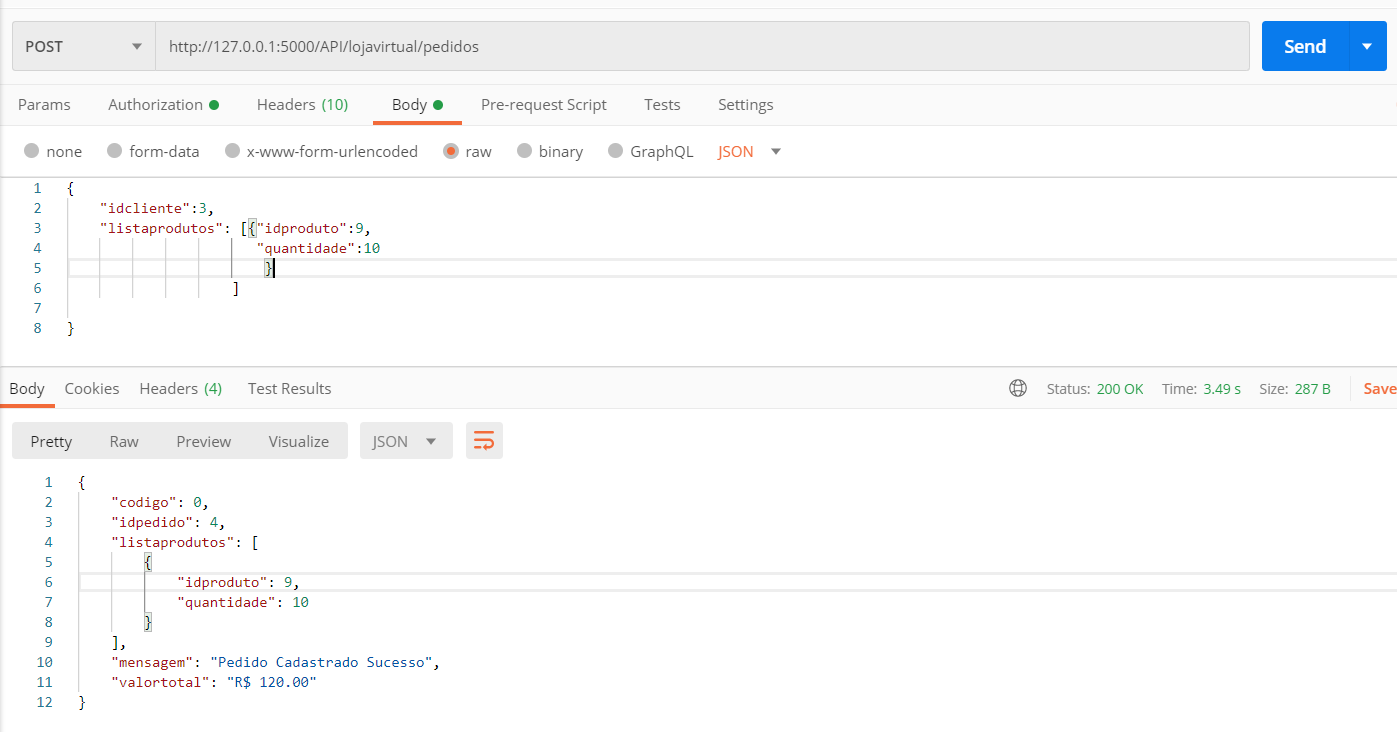 POST http://127.0.0.1:5000/API/lojavirtual/pedidos Send
Params Authorization Headers (10) Body Pre-request Script Tests Settings
none form-data x-www-form-urlencoded raw binary GraphQL JSON
1 {
2 "idcliente":3,
3 "listaprodutos": [{"idproduto":9,
4 "quantidade":10
5 }
6 ]
7
8 }
Body Cookies Headers (4) Test Results Status: 200 OK Time: 3.49 s Size: 287 B Save
Pretty Raw Preview Visualize JSON
1 {
2 "codigo": 0,
3 "idpedido": 4,
4 "listaprodutos": [
5 {
6 "idproduto": 9,
7 "quantidade": 10
8 }
9 ],
10 "mensagem": "Pedido Cadastrado Sucesso",
11 "valortotal": "R$ 120.00"
12 }